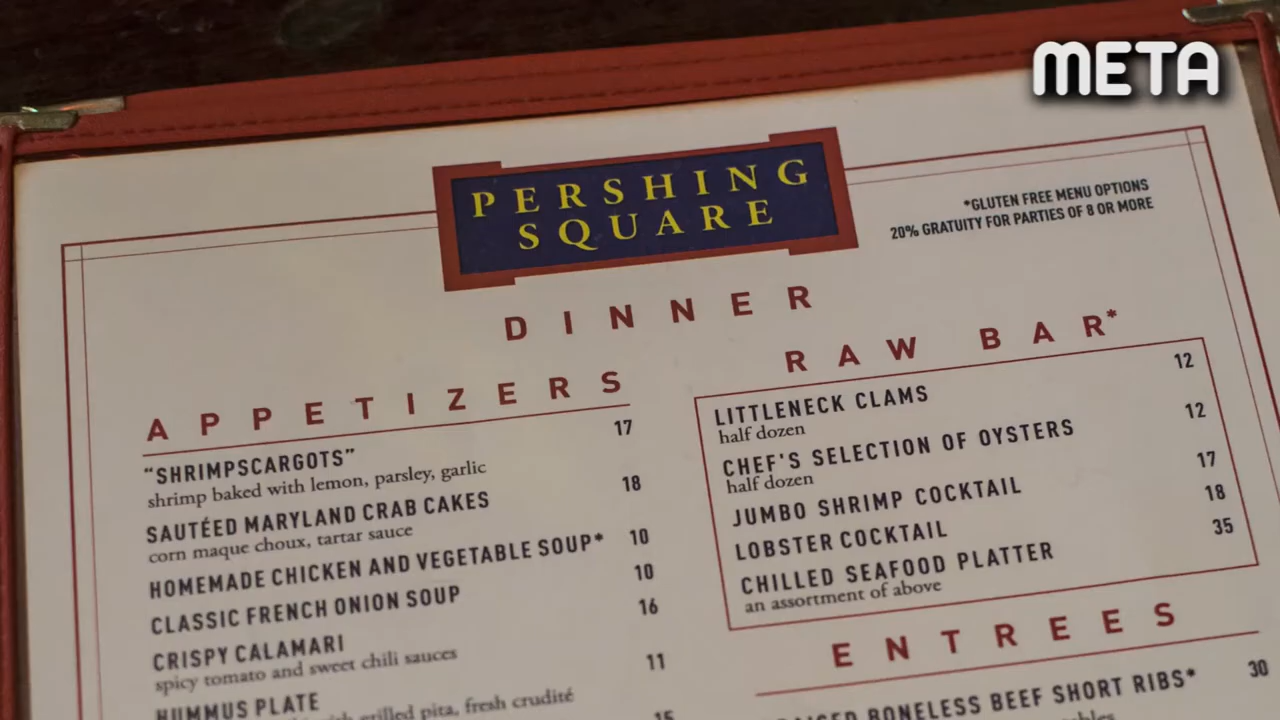 META
PERSHING
SQUARE
*GLUTEN FREE MENU OPTIONS
20% GRATUITY FOR PARTIES OF 8 OR MORE
DINNER
APPETIZERS
"SHRIMPSCARGOTS" 17
shrimp baked with lemon, parsley, garlic
SAUTÉED MARYLAND CRAB CAKES 18
corn maque choux, tartar sauce
HOMEMADE CHICKEN AND VEGETABLE SOUP* 10
CLASSIC FRENCH ONION SOUP 10
CRISPY CALAMARI 16
spicy tomato and sweet chili sauces
HUMMUS PLATE 11
grilled pita, fresh crudité
15
RAW BAR*
LITTLENECK CLAMS 12
half dozen
CHEF'S SELECTION OF OYSTERS 12
half dozen
JUMBO SHRIMP COCKTAIL 17
LOBSTER COCKTAIL 18
CHILLED SEAFOOD PLATTER 35
an assortment of above
ENTREES
BONELESS BEEF SHORT RIBS* 30